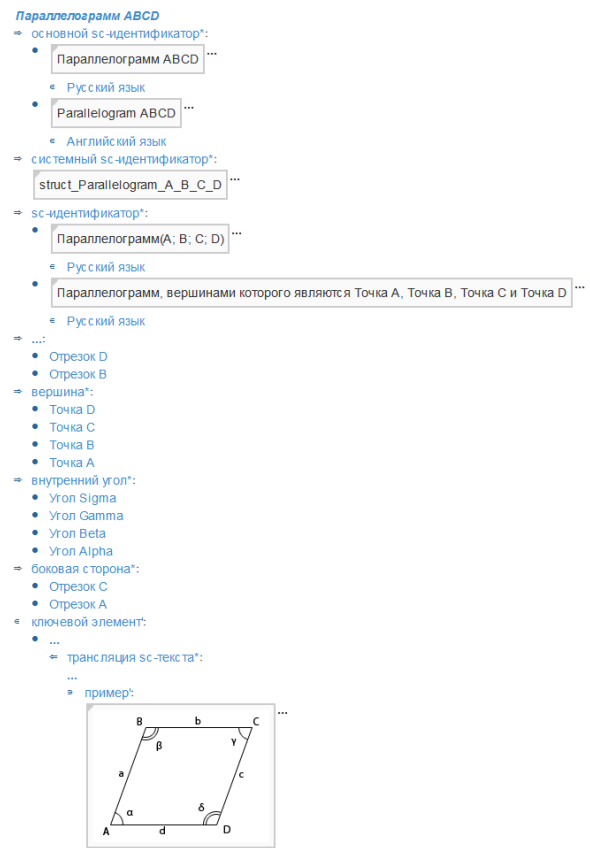 Параллелограмм ABCD
⇒ основной sc-идентификатор*:
• Параллелограмм ABCD ...
∊ Русский язык
• Parallelogram ABCD ...
∊ Английский язык
⇒ системный sc-идентификатор*:
struct_Parallelogram_A_B_C_D ...
⇒ sc-идентификатор*:
• Параллелограмм(A; B; C; D) ...
∊ Русский язык
• Параллелограмм, вершинами которого являются Точка A, Точка B, Точка C и Точка D ...
∊ Русский язык
⇒ ...:
• Отрезок D
• Отрезок B
⇒ вершина*:
• Точка D
• Точка C
• Точка B
• Точка A
⇒ внутренний угол*:
• Угол Sigma
• Угол Gamma
• Угол Beta
• Угол Alpha
⇒ боковая сторона*:
• Отрезок C
• Отрезок A
∊ ключевой элемент':
• ...
⇐ трансляция sc-текста*:
...
∍ пример':
...
B b C
β γ
a c
α δ
A d D